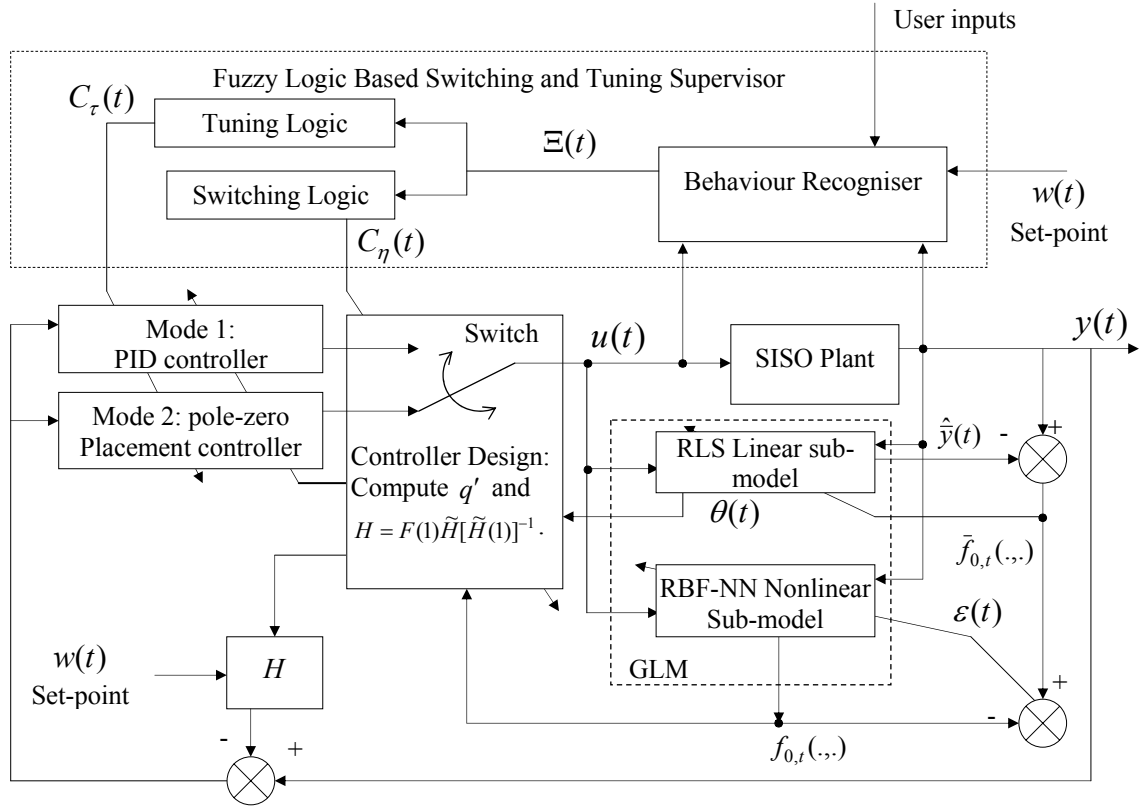 User inputs
Fuzzy Logic Based Switching and Tuning Supervisor
C_τ(t)
Tuning Logic
Ξ(t)
Behaviour Recogniser
Switching Logic
w(t)
Set-point
C_η(t)
Mode 1:
PID controller
Switch
u(t)
SISO Plant
y(t)
Mode 2: pole-zero
Placement controller
RLS Linear sub-
model
ŷ̄(t)
-
+
Controller Design:
Compute q′ and
H = F(1)H̃[H̃(1)]⁻¹.
θ(t)
f̄₀,ₜ(.,.)
RBF-NN Nonlinear
Sub-model
ε(t)
GLM
w(t)
Set-point
H
+
-
f₀,ₜ(.,.)
-
+